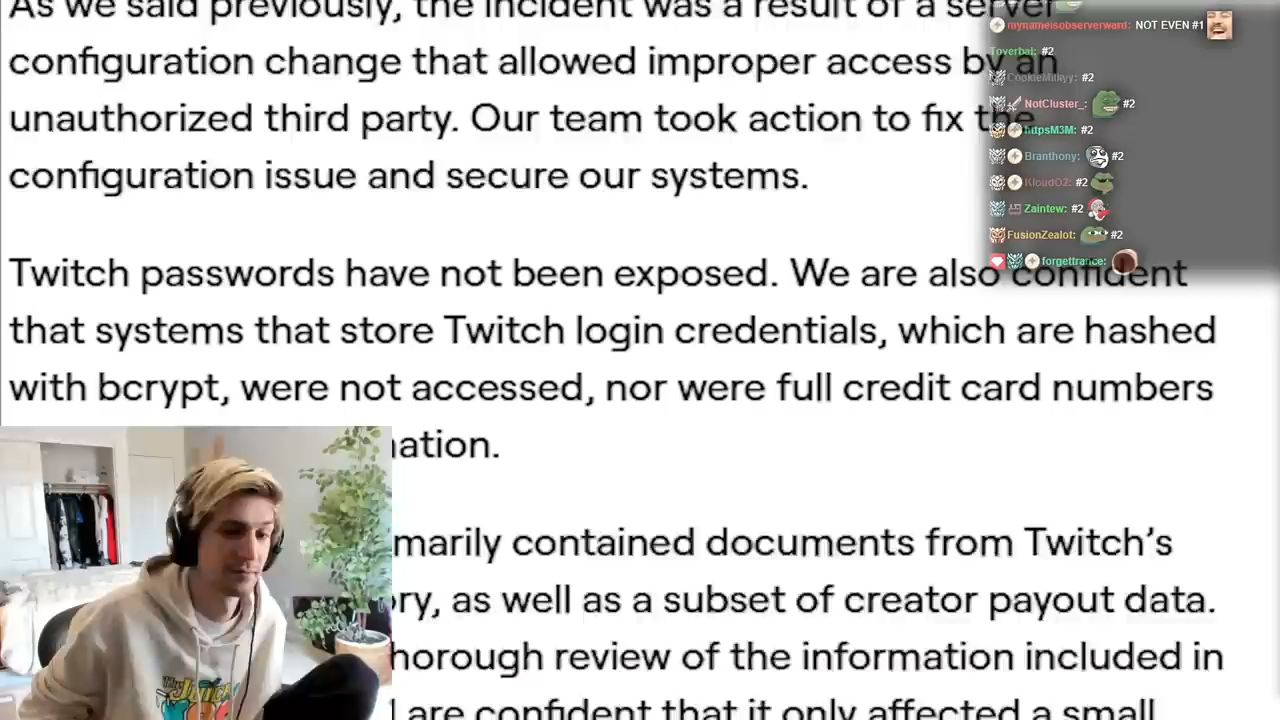 As we said previously, the incident was a result of a server
configuration change that allowed improper access by an
unauthorized third party. Our team took action to fix the
configuration issue and secure our systems.
Twitch passwords have not been exposed. We are also confident
that systems that store Twitch login credentials, which are hashed
with bcrypt, were not accessed, nor were full credit card numbers
ation.
marily contained documents from Twitch’s
ry, as well as a subset of creator payout data.
horough review of the information included in
are confident that it only affected a small
mynameisobserverward: NOT EVEN #1
Toverbal: #2
CookieMilkyy: #2
NotCluster_: #2
httpsM3M: #2
Branthony: #2
KloudO2: #2
Zaintew: #2
FusionZealot: #2
forgettrance: